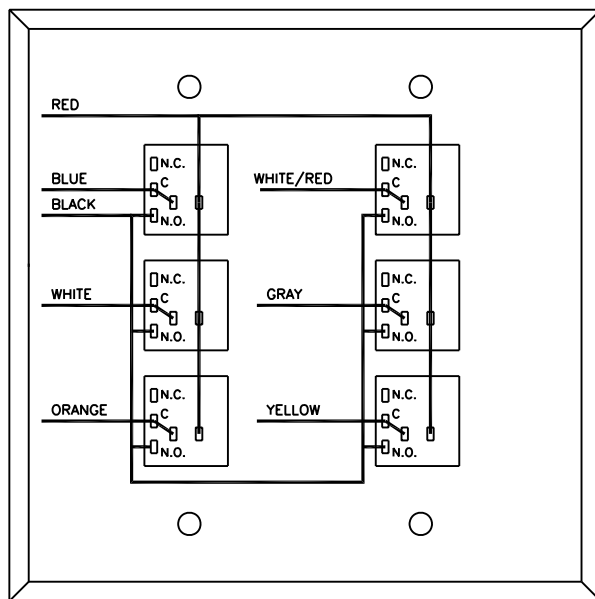 RED
N.C. N.C.
BLUE C WHITE/RED C
BLACK N.O. N.O.
N.C. N.C.
WHITE C GRAY C
N.O. N.O.
N.C. N.C.
ORANGE C YELLOW C
N.O. N.O.